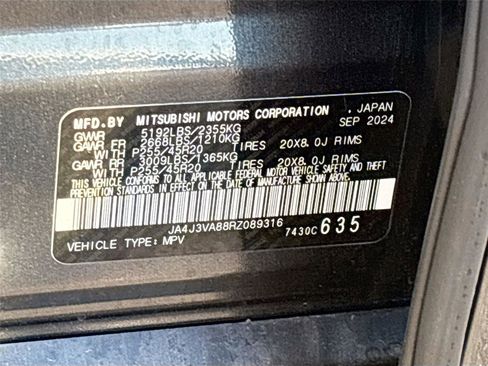 MFD.BY MITSUBISHI MOTORS CORPORATION . JAPAN
GVWR 5192LBS/2355KG SEP 2024
GAWR FR 2668LBS/1210KG
WITH P255/45R20 TIRES 20X8.0J RIMS
GAWR RR 3009LBS/1365KG
WITH P255/45R20 TIRES 20X8.0J RIMS
THIS VEHICLE CONFORMS TO ALL APPLICABLE FEDERAL MOTOR VEHICLE SAFETY AND THEFT
PREVENTION STANDARDS IN EFFECT ON THE DATE OF MANUFACTURE SHOWN ABOVE.
JA4J3VA88RZ089316 7430C 635
VEHICLE TYPE: MPV